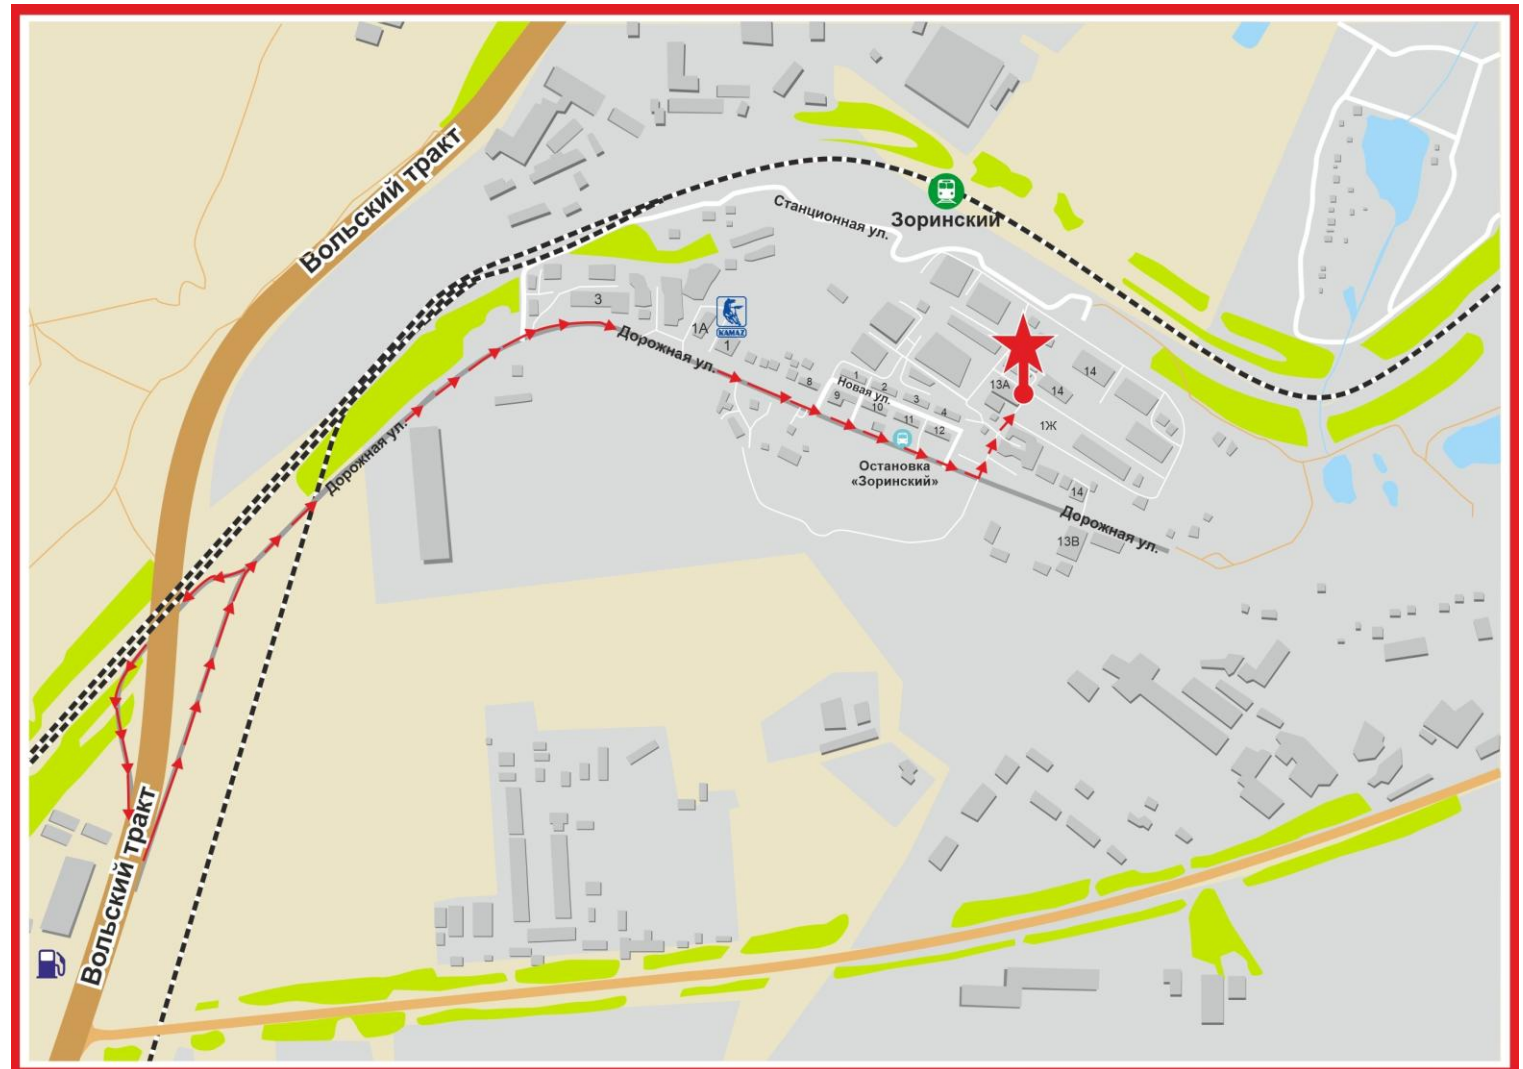 Вольский тракт
Станционная ул.
Зоринский
3
1А
КАМАZ
1
Дорожная ул.
8
1
2
Новая ул.
3
4
9
10
11
12
13А
14
14
1Ж
Остановка
«Зоринский»
Дорожная ул.
14
Дорожная ул.
13В
Вольский тракт